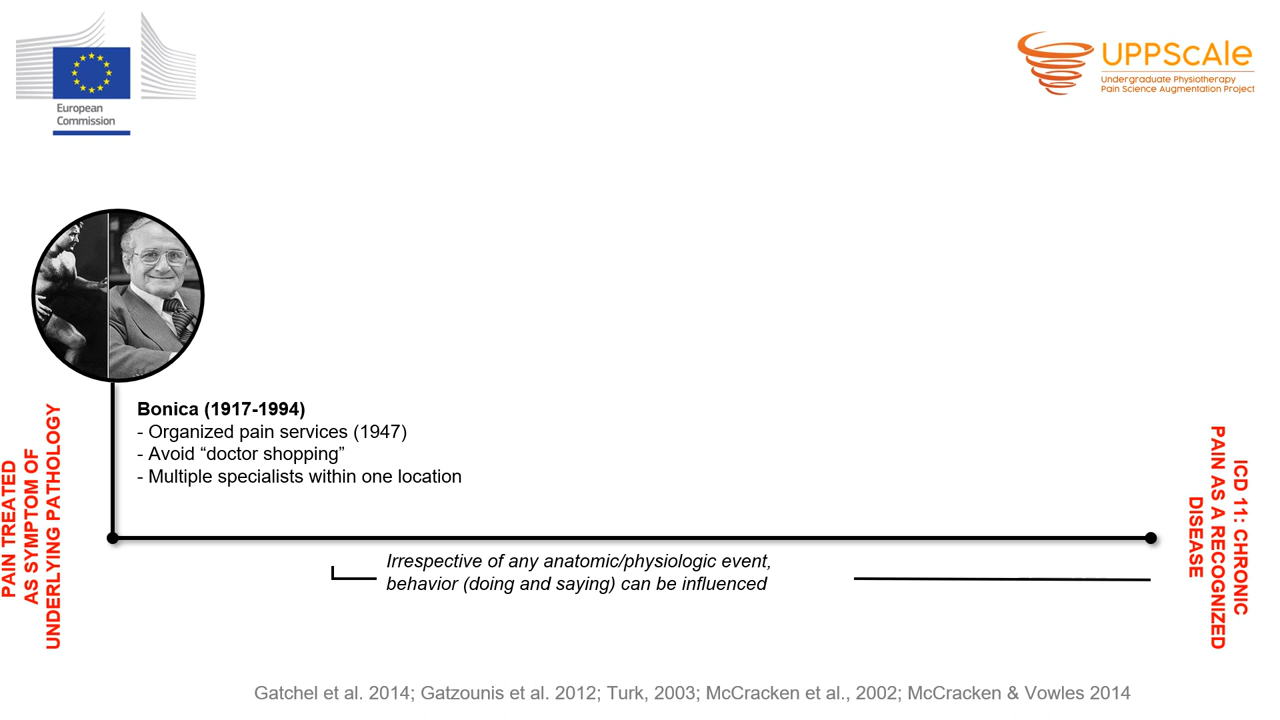 European
Commission
UPPScale
Undergraduate Physiotherapy
Pain Science Augmentation Project
Bonica (1917-1994)
- Organized pain services (1947)
- Avoid “doctor shopping”
- Multiple specialists within one location
PAIN TREATED
AS SYMPTOM OF
UNDERLYING PATHOLOGY
ICD 11: CHRONIC
PAIN AS A RECOGNIZED
DISEASE
Irrespective of any anatomic/physiologic event,
behavior (doing and saying) can be influenced
Gatchel et al. 2014; Gatzounis et al. 2012; Turk, 2003; McCracken et al., 2002; McCracken & Vowles 2014